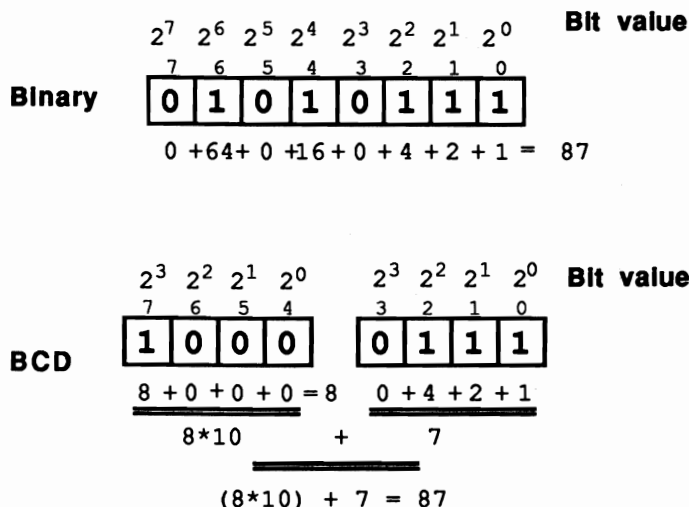 2⁷ 2⁶ 2⁵ 2⁴ 2³ 2² 2¹ 2⁰ Bit value
7 6 5 4 3 2 1 0
Binary 0 1 0 1 0 1 1 1
0 +64+ 0 +16+ 0 + 4 + 2 + 1 = 87
2³ 2² 2¹ 2⁰ 2³ 2² 2¹ 2⁰ Bit value
7 6 5 4 3 2 1 0
BCD 1 0 0 0 0 1 1 1
8 + 0 + 0 + 0 = 8 0 + 4 + 2 + 1
8*10 + 7
(8*10) + 7 = 87